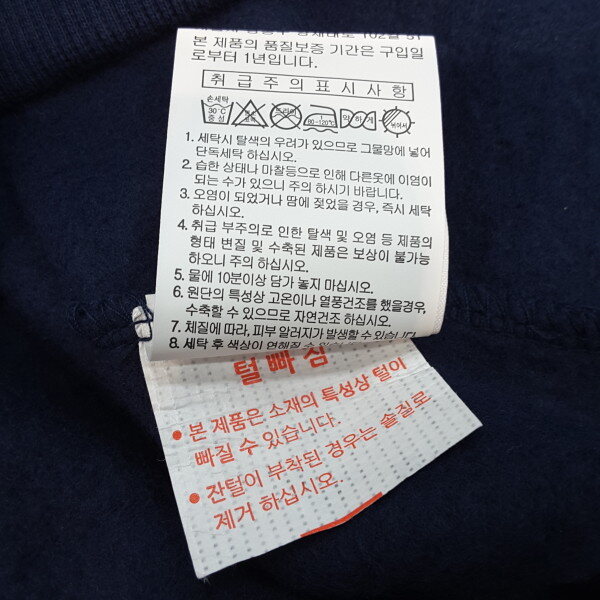 본 제품의 품질보증 기간은 구입일
로부터 1년입니다.
취급주의표시사항
손세탁
30℃
중성
드라이
80~120℃
약하게
뉘어서
1. 세탁시 탈색의 우려가 있으므로 그물망에 넣어
단독세탁 하십시오.
2. 습한 상태나 마찰등으로 인해 다른옷에 이염이
되는 수가 있으니 주의 하시기 바랍니다.
3. 오염이 되었거나 땀에 젖었을 경우, 즉시 세탁
하십시오.
4. 취급 부주의로 인한 탈색 및 오염 등 제품의
형태 변질 및 수축된 제품은 보상이 불가능
하오니 주의 하십시오.
5. 물에 10분이상 담가 놓지 마십시오.
6. 원단의 특성상 고온이나 열풍건조를 했을경우,
수축할 수 있으므로 자연건조 하십시오.
7. 체질에 따라, 피부 알러지가 발생할 수 있습니다.
8. 세탁 후 색상이 연해질 수
털빠짐
• 본 제품은 소재의 특성상 털이
빠질 수 있습니다.
• 잔털이 부착된 경우는 솔질로
제거 하십시오.